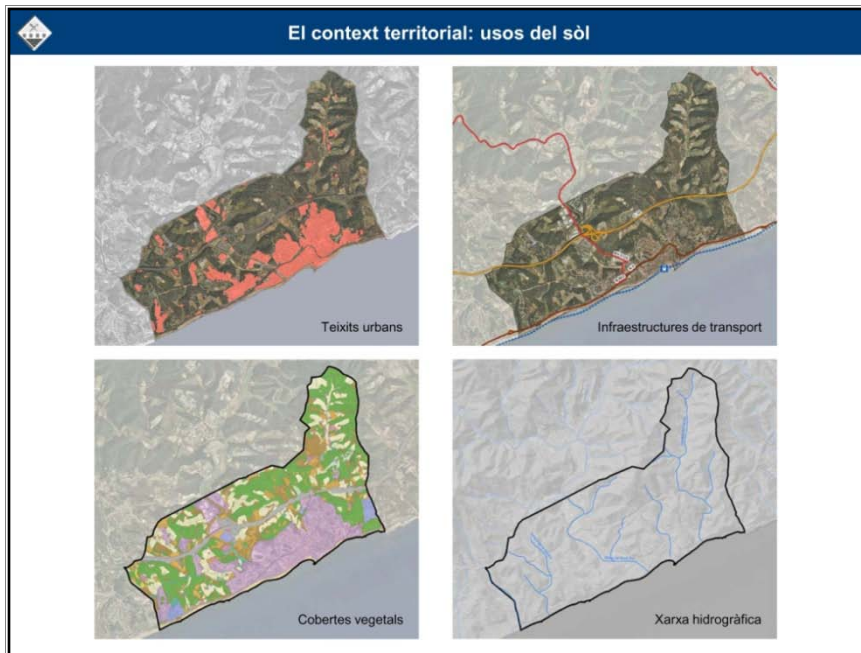 El context territorial: usos del sòl
Teixits urbans
Infraestructures de transport
Cobertes vegetals
Xarxa hidrogràfica